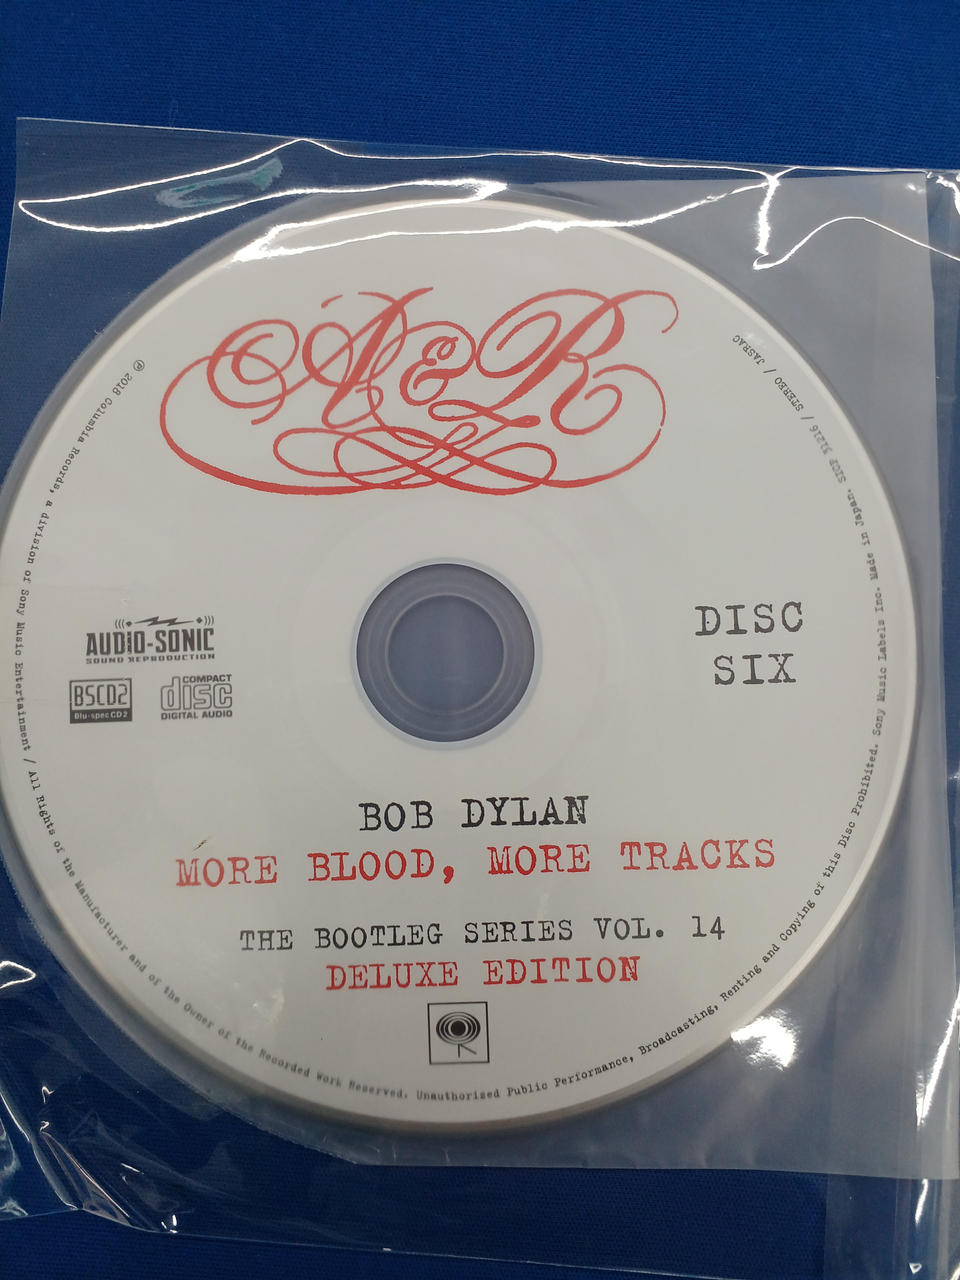 A&R
℗ 2018 Columbia Records, a division of Sony Music Entertainment / All Rights of the Manufacturer and of the Owner of the Recorded Work Reserved. Unauthorized Public Performance, Broadcasting, Renting and Copying of this Disc Prohibited. Sony Music Labels Inc. Made in Japan. SICP 31216 / STEREO / JASRAC
AUDIO-SONIC
SOUND REPRODUCTION
BSCD2
Blu-spec CD2
COMPACT
disc
DIGITAL AUDIO
DISC
SIX
BOB DYLAN
MORE BLOOD, MORE TRACKS
THE BOOTLEG SERIES VOL. 14
DELUXE EDITION